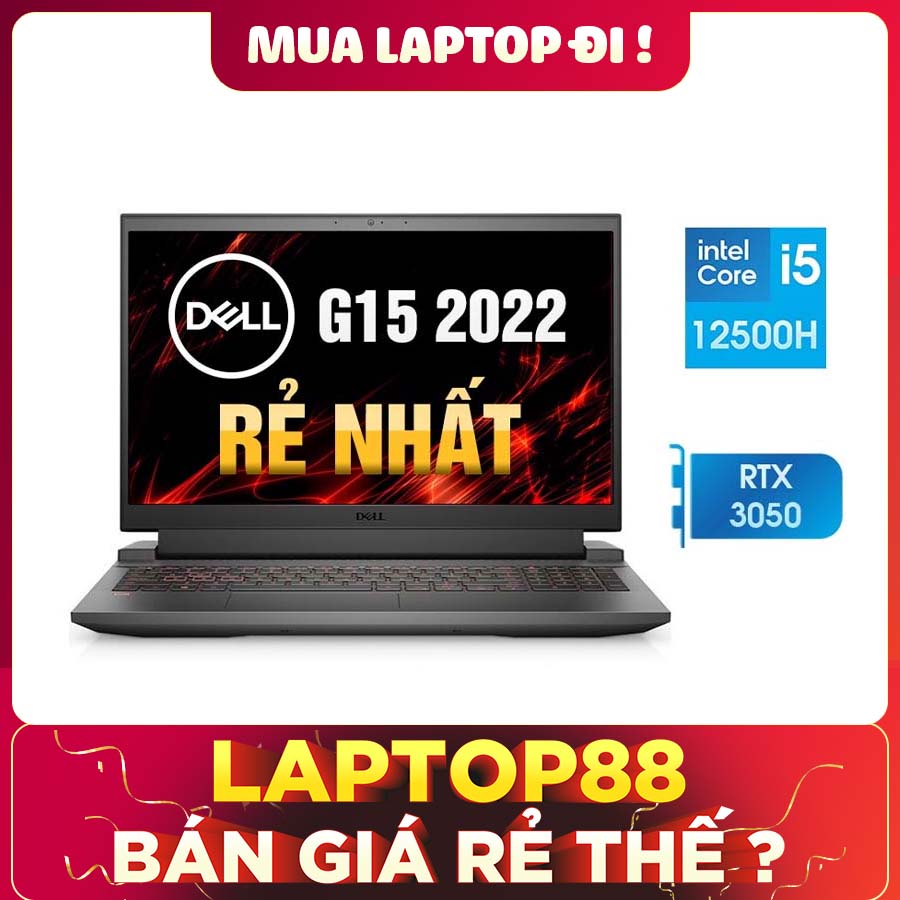 MUA LAPTOP ĐI !
DELL
G15 2022
RẺ NHẤT
DELL
intel
Core
i5
12500H
RTX
3050
LAPTOP88
BÁN GIÁ RẺ THẾ ?